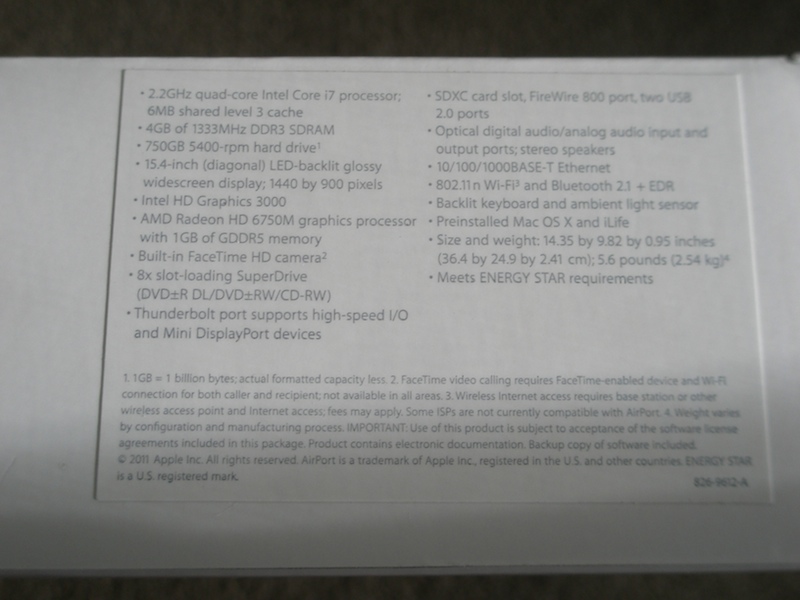 • 2.2GHz quad-core Intel Core i7 processor;
6MB shared level 3 cache
• 4GB of 1333MHz DDR3 SDRAM
• 750GB 5400-rpm hard drive¹
• 15.4-inch (diagonal) LED-backlit glossy
widescreen display; 1440 by 900 pixels
• Intel HD Graphics 3000
• AMD Radeon HD 6750M graphics processor
with 1GB of GDDR5 memory
• Built-in FaceTime HD camera²
• 8x slot-loading SuperDrive
(DVD±R DL/DVD±RW/CD-RW)
• Thunderbolt port supports high-speed I/O
and Mini DisplayPort devices
• SDXC card slot, FireWire 800 port, two USB
2.0 ports
• Optical digital audio/analog audio input and
output ports; stereo speakers
• 10/100/1000BASE-T Ethernet
• 802.11n Wi-Fi³ and Bluetooth 2.1 + EDR
• Backlit keyboard and ambient light sensor
• Preinstalled Mac OS X and iLife
• Size and weight: 14.35 by 9.82 by 0.95 inches
(36.4 by 24.9 by 2.41 cm); 5.6 pounds (2.54 kg)⁴
• Meets ENERGY STAR requirements
1. 1GB = 1 billion bytes; actual formatted capacity less. 2. FaceTime video calling requires FaceTime-enabled device and Wi-Fi
connection for both caller and recipient; not available in all areas. 3. Wireless Internet access requires base station or other
wireless access point and Internet access; fees may apply. Some ISPs are not currently compatible with AirPort. 4. Weight varies
by configuration and manufacturing process. IMPORTANT: Use of this product is subject to acceptance of the software license
agreements included in this package. Product contains electronic documentation. Backup copy of software included.
© 2011 Apple Inc. All rights reserved. AirPort is a trademark of Apple Inc., registered in the U.S. and other countries. ENERGY STAR
is a U.S. registered mark.
826-9612-A